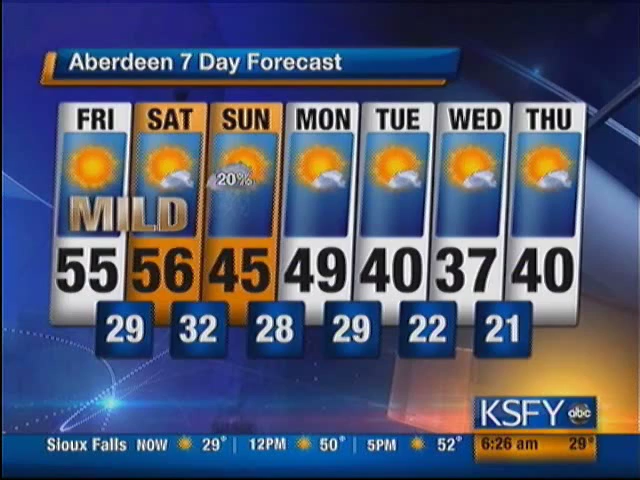 Aberdeen 7 Day Forecast
FRI SAT SUN MON TUE WED THU
20%
MILD
55 56 45 49 40 37 40
29 32 28 29 22 21
KSFY abc
Sioux Falls NOW 29° 12PM 50° 5PM 52° 6:26 am 29°